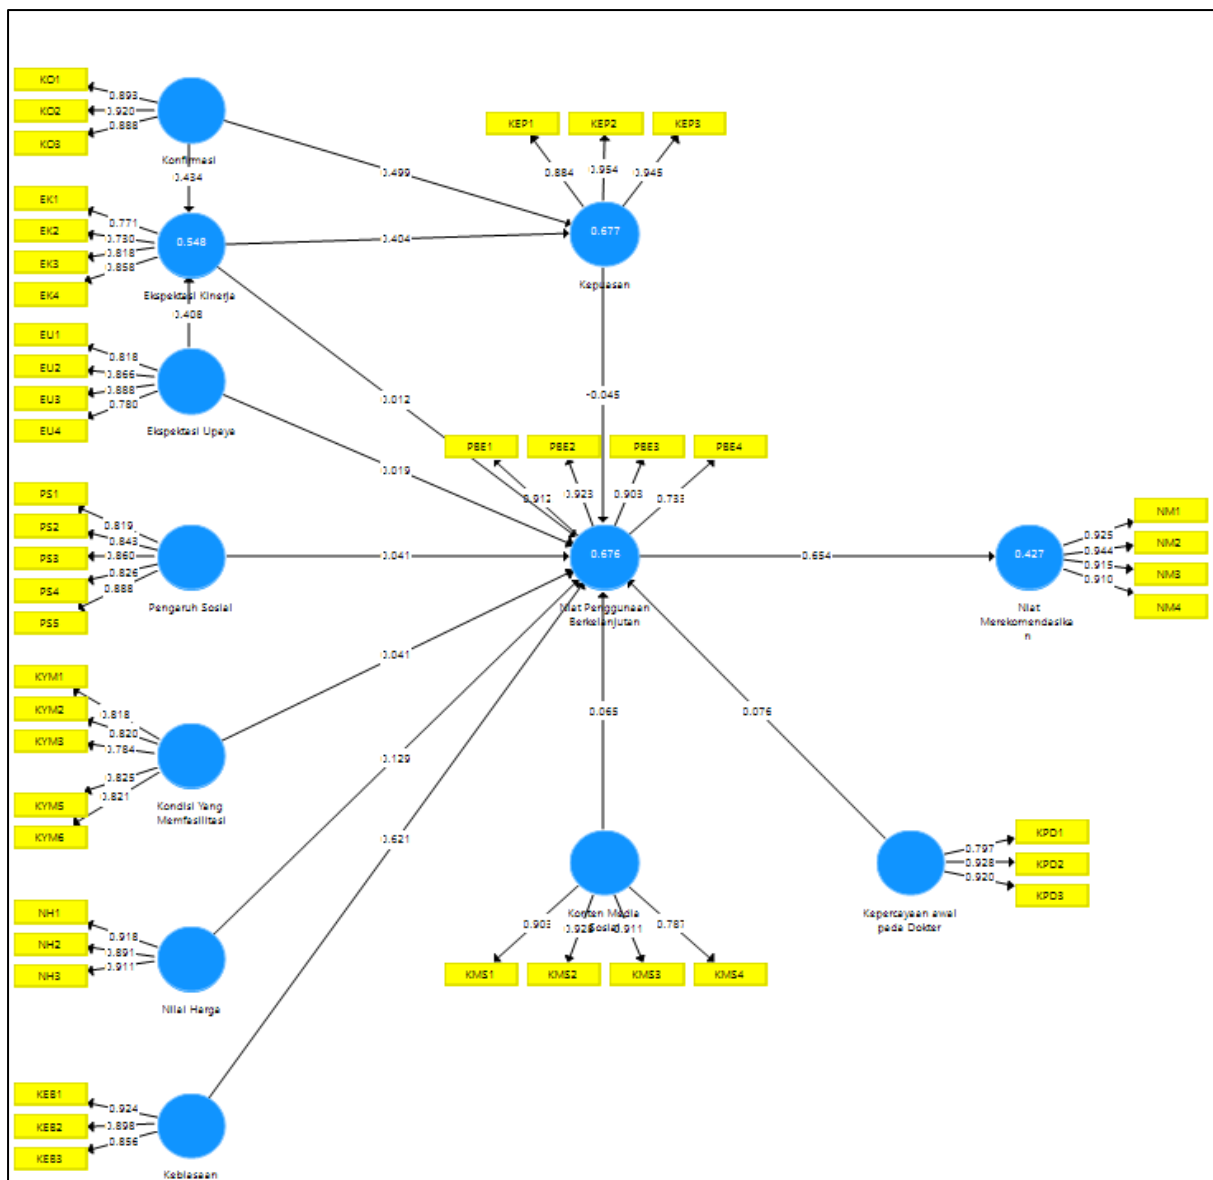 KO1
KO2
KO3
0.893
0.920
0.888
Konfirmasi
0.434
0.499
KEP1
KEP2
KEP3
0.884
0.954
0.945
0.677
Kepuasan
EK1
EK2
EK3
EK4
0.771
0.730
0.818
0.858
0.548
Ekspektasi Kinerja
0.404
0.408
EU1
EU2
EU3
EU4
0.818
0.866
0.888
0.780
Ekspektasi Upaya
0.012
0.019
-0.045
PBE1
PBE2
PBE3
PBE4
0.912
0.923
0.903
0.733
PS1
PS2
PS3
PS4
PS5
0.819
0.843
0.860
0.826
0.888
Pengaruh Sosial
0.041
0.676
Niat Penggunaan
Berkelanjutan
0.654
0.427
Niat
Merekomendasika
n
NM1
NM2
NM3
NM4
0.925
0.944
0.915
0.910
KYM1
KYM2
KYM3
KYM5
KYM6
0.818
0.820
0.784
0.825
0.821
Kondisi Yang
Memfasilitasi
0.041
0.129
0.621
0.065
0.076
NH1
NH2
NH3
0.918
0.891
0.911
Nilai Harga
Konten Media
Sosial
0.903
0.911
0.787
KMS1
KMS2
KMS3
KMS4
Kepercayaan awal
pada Dokter
KPD1
KPD2
KPD3
0.797
0.928
0.920
KEB1
KEB2
KEB3
0.924
0.898
0.856
Kebiasaan